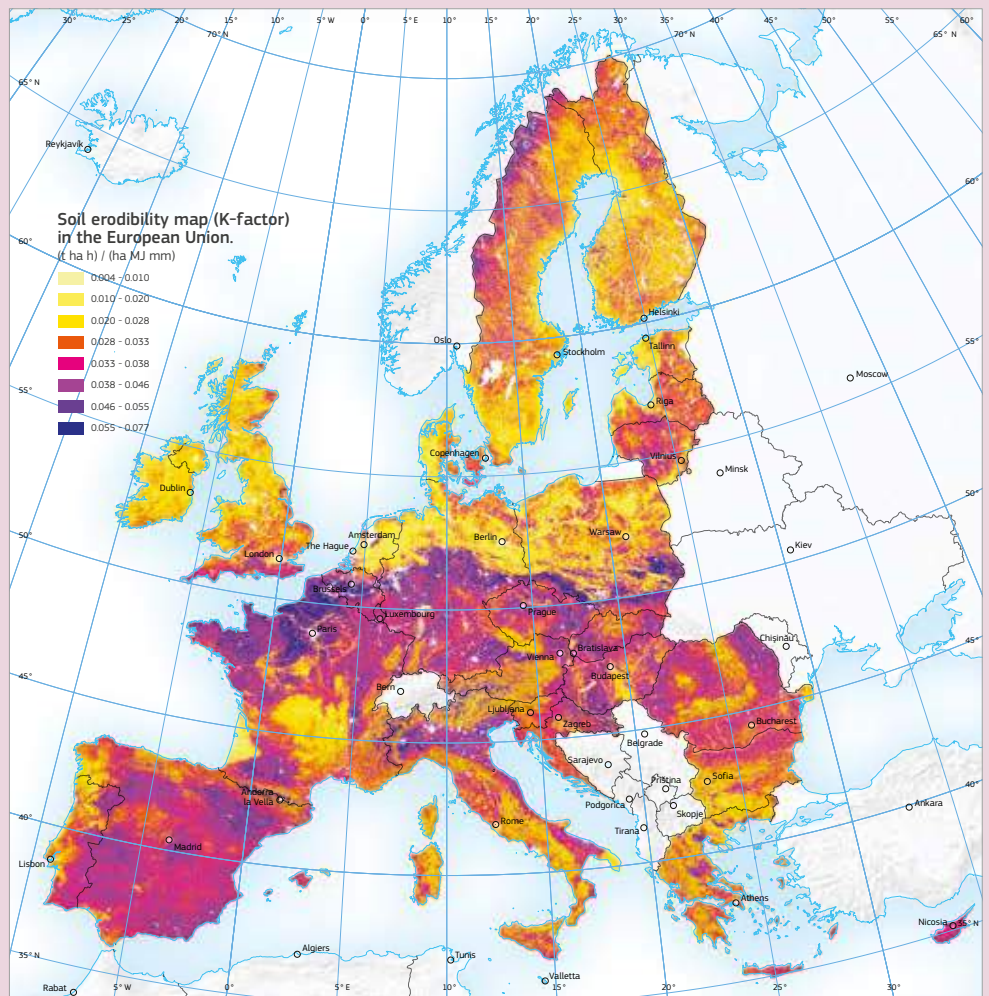 30°
25°
20°
15°
10°
5° W
0°
5° E
10°
15°
20°
25°
30°
35°
40°
45°
50°
55°
60°
70° N
70° N
65° N
65° N
Reykjavík
60°
60°
Soil erodibility map (K-factor)
in the European Union.
(t ha h) / (ha MJ mm)
0.004 - 0.010
0.010 - 0.020
0.020 - 0.028
0.028 - 0.033
0.033 - 0.038
0.038 - 0.046
0.046 - 0.055
0.055 - 0.077
Helsinki
Oslo
Stockholm
Tallinn
55°
Moscow
55°
Riga
Copenhagen
Vilnius
Minsk
Dublin
50°
Amsterdam
Berlin
Warsaw
50°
The Hague
Kiev
London
Brussels
Luxembourg
Prague
Paris
Chișinău
45°
Vienna
Bratislava
45°
Budapest
Bern
Ljubljana
Zagreb
Bucharest
Belgrade
Sarajevo
Sofia
Priština
40°
Andorra
la Vella
Podgorica
Skopje
Ankara
40°
Rome
Tirana
Madrid
Lisbon
Athens
Nicosia
35° N
35° N
Algiers
Tunis
Valletta
Rabat
5° W
0°
5° E
10°
15°
20°
25°
30°